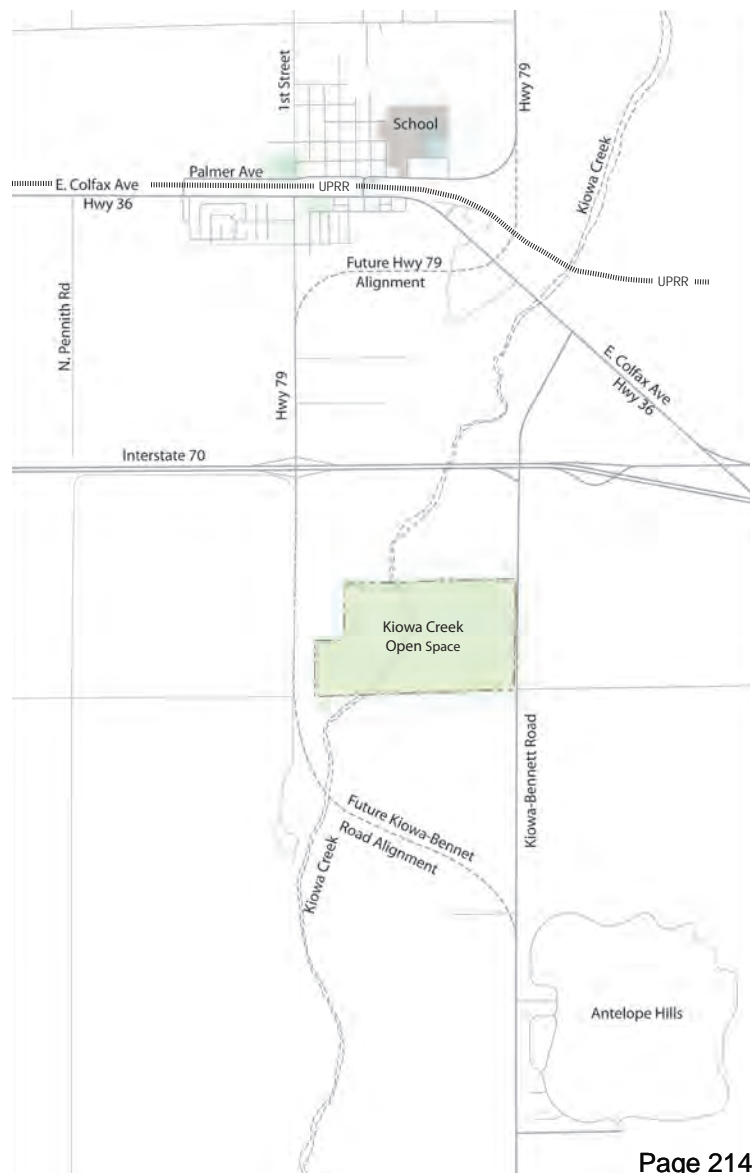 1st Street
Hwy 79
School
Kiowa Creek
Palmer Ave
E. Colfax Ave
UPRR
Hwy 36
Future Hwy 79
Alignment
UPRR
N. Pennith Rd
Hwy 79
E. Colfax Ave
Hwy 36
Interstate 70
Kiowa Creek
Open Space
Kiowa-Bennett Road
Future Kiowa-Bennet
Road Alignment
Kiowa Creek
Antelope Hills
Page 214